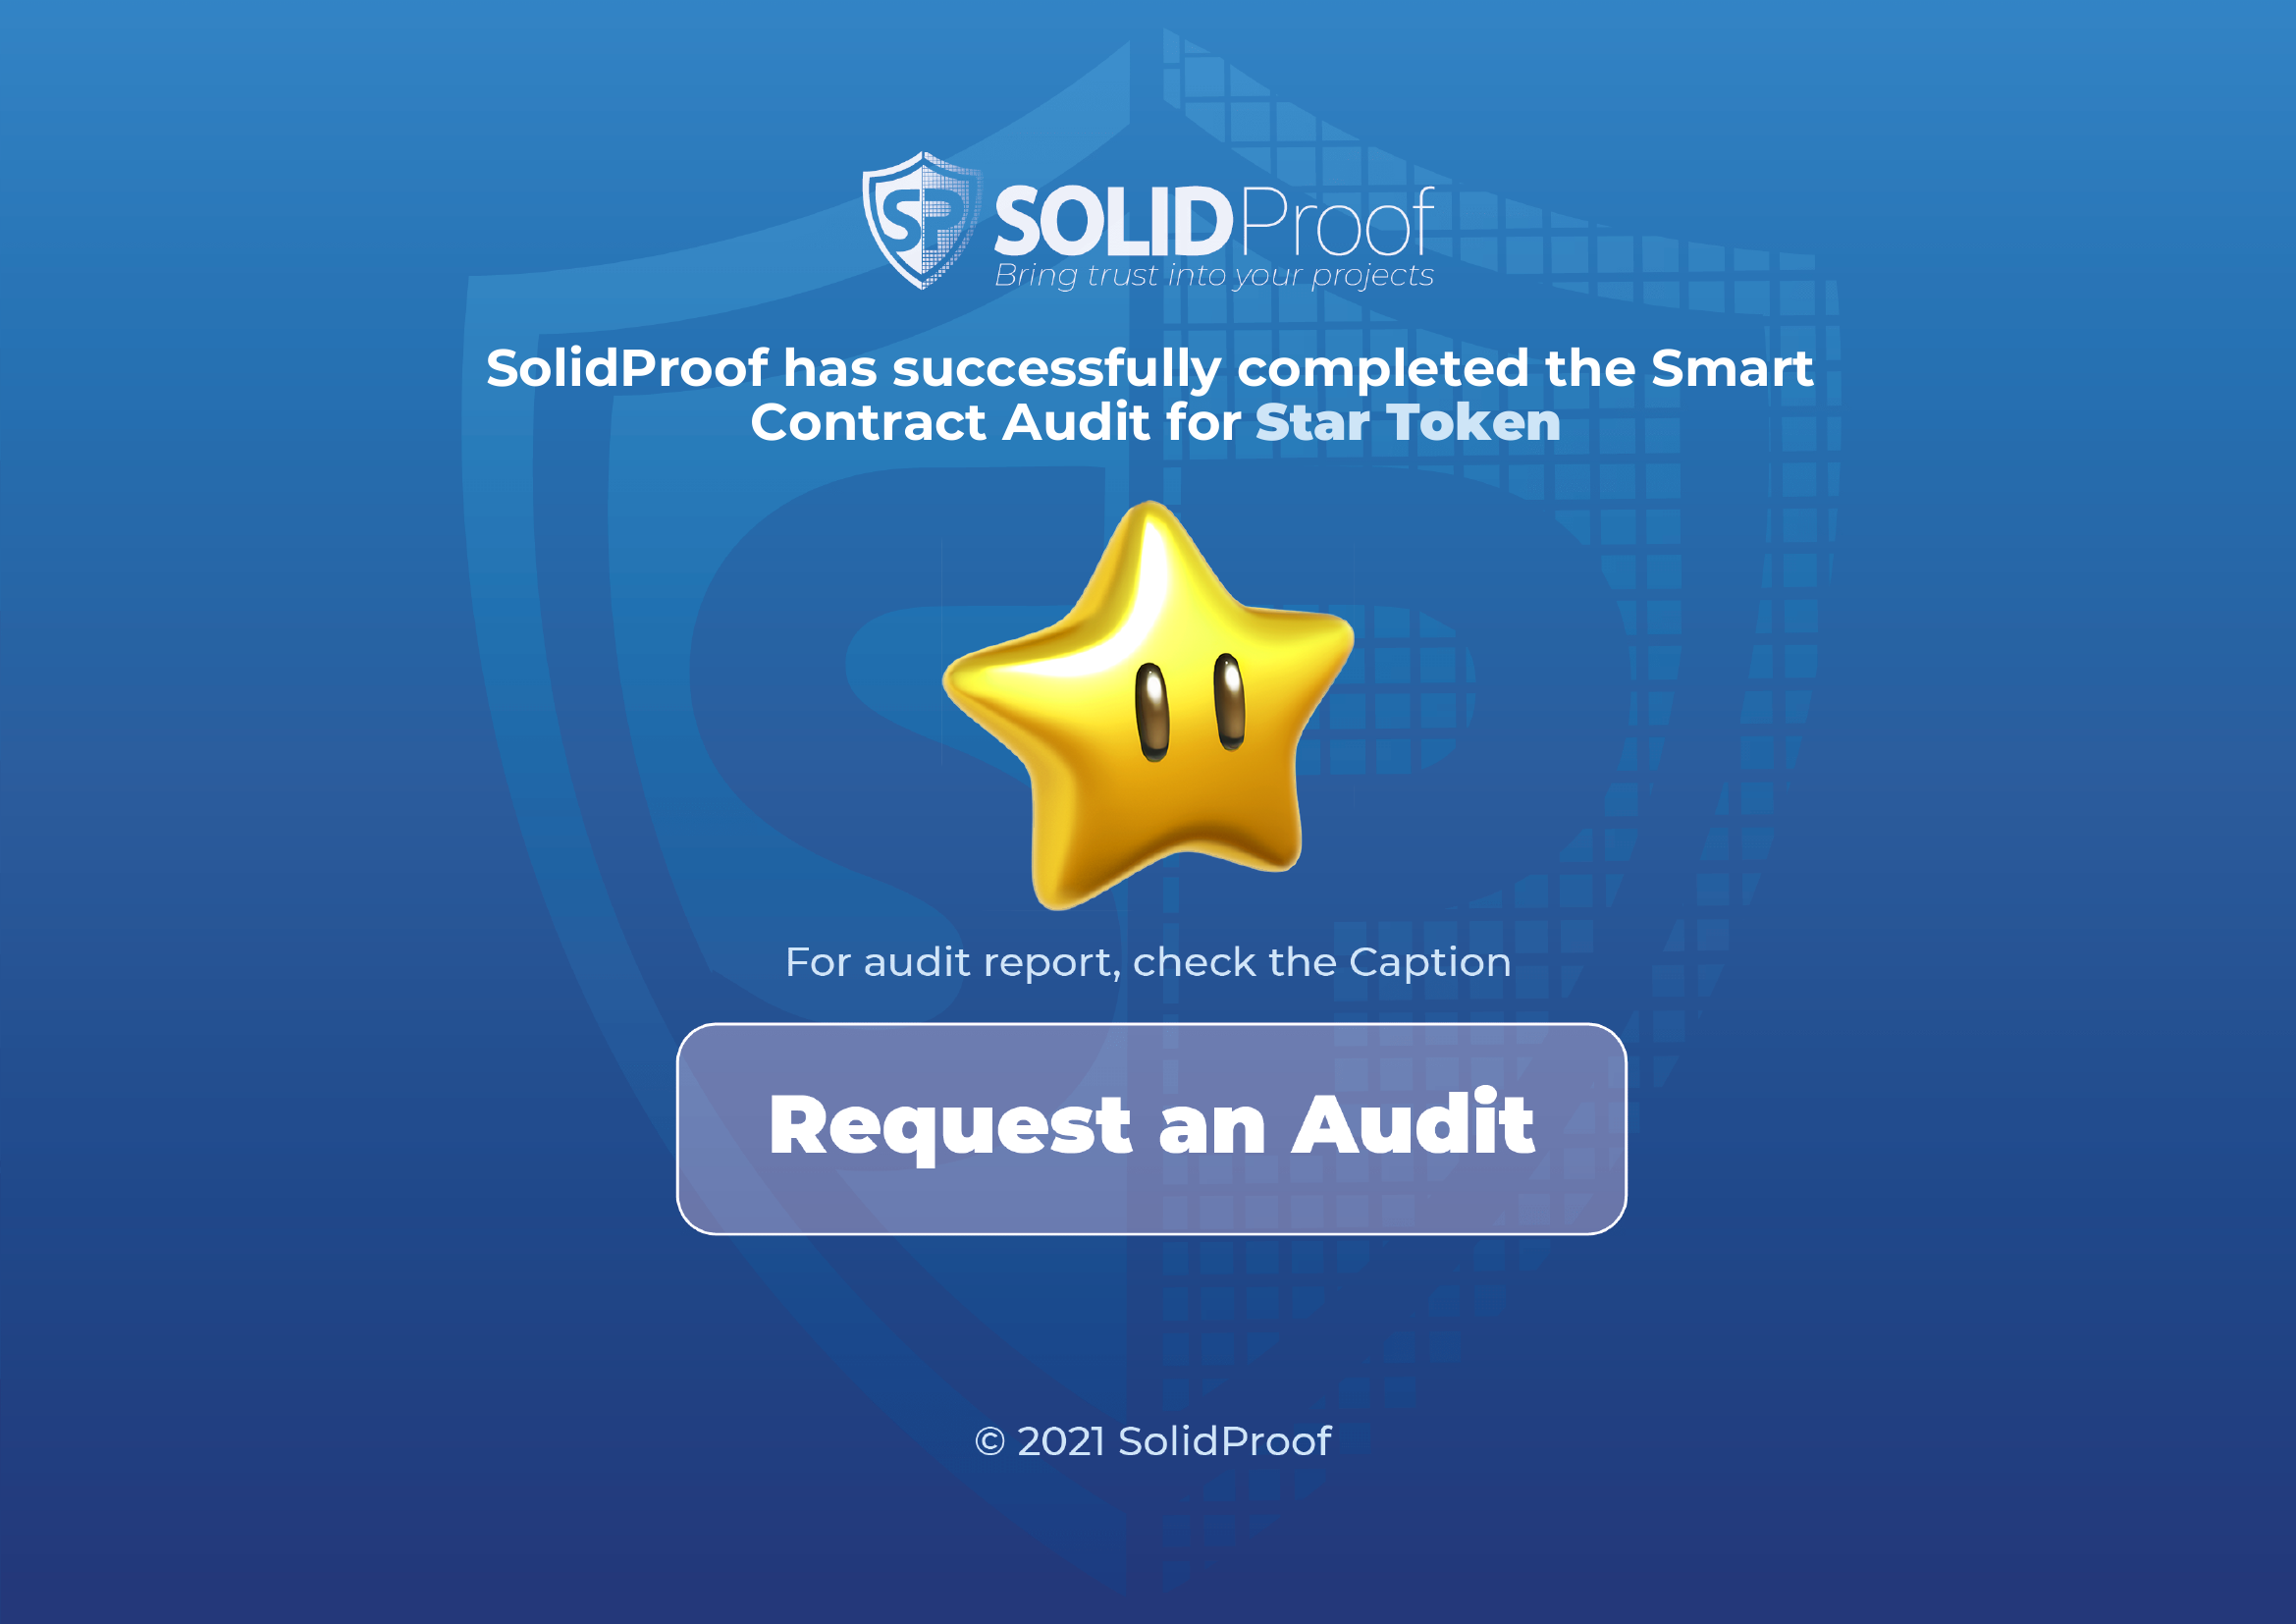 SP SOLIDProof
Bring trust into your projects
SolidProof has successfully completed the Smart
Contract Audit for Star Token
For audit report, check the Caption
Request an Audit
© 2021 SolidProof